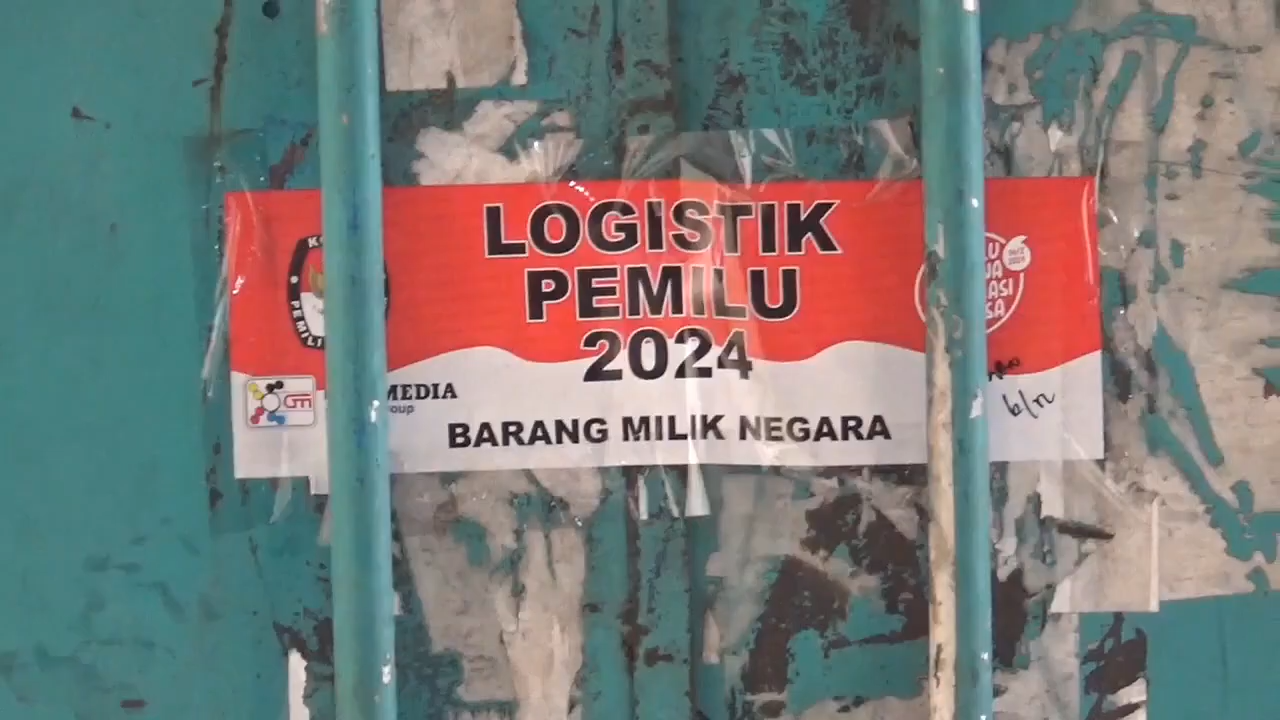 LOGISTIK
PEMILU
2024
BARANG MILIK NEGARA
MEDIA